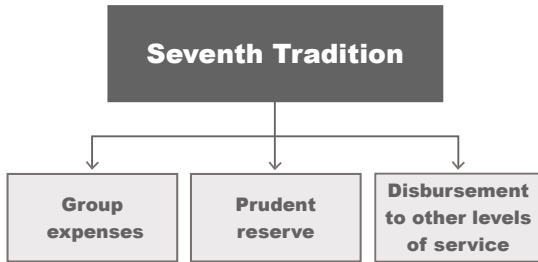 Seventh Tradition
Group
expenses
Prudent
reserve
Disbursement
to other levels
of service